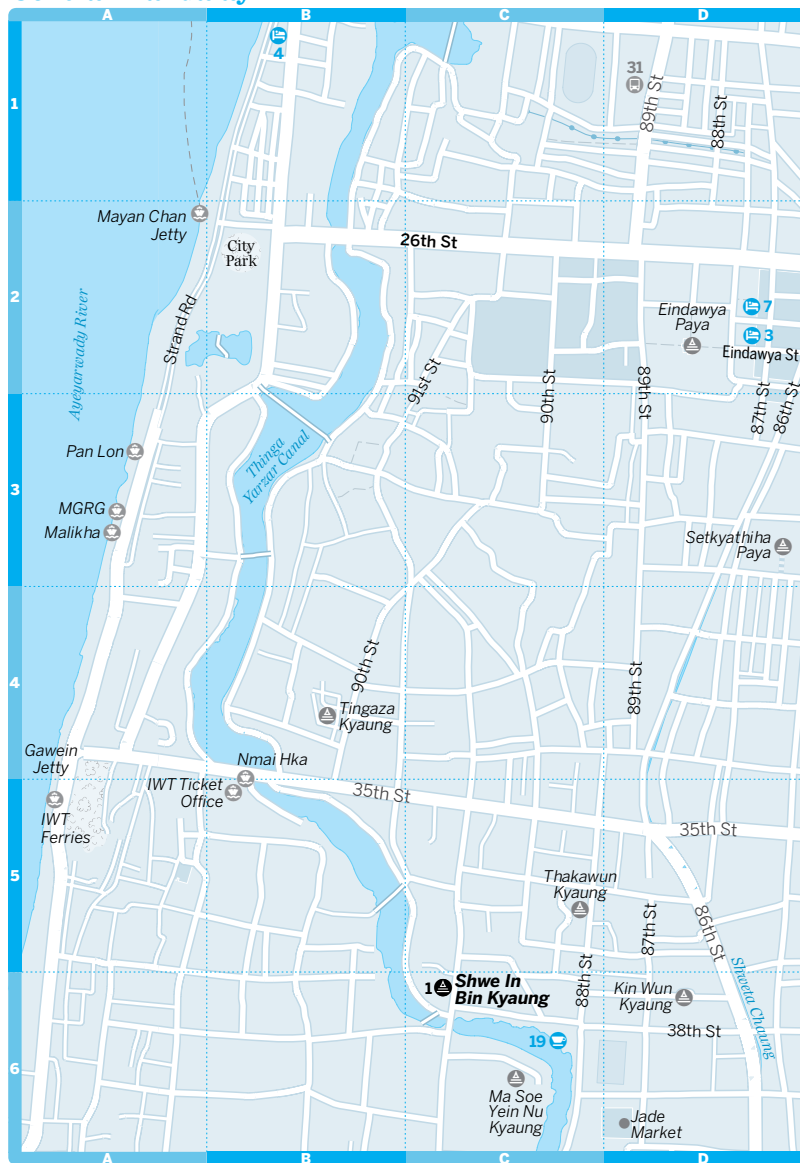 A B C D
4
31
1
89th St
88th St
Mayan Chan
Jetty
City
Park
26th St
2
Ayeyarwady River
Strand Rd
Eindawya
Paya
7
3
Eindawya St
91st St
90th St
89th St
87th St
86th St
Pan Lon
Thinga
Yarzar Canal
3
MGRG
Malikha
Setkyathiha
Paya
4
90th St
89th St
Tingaza
Kyaung
Gawein
Jetty
Nmai Hka
IWT Ticket
Office
35th St
IWT
Ferries
35th St
5
Thakawun
Kyaung
87th St
86th St
Shweta Chaung
88th St
1 Shwe In
Bin Kyaung
Kin Wun
Kyaung
38th St
19
6
Ma Soe
Yein Nu
Kyaung
Jade
Market
A B C D